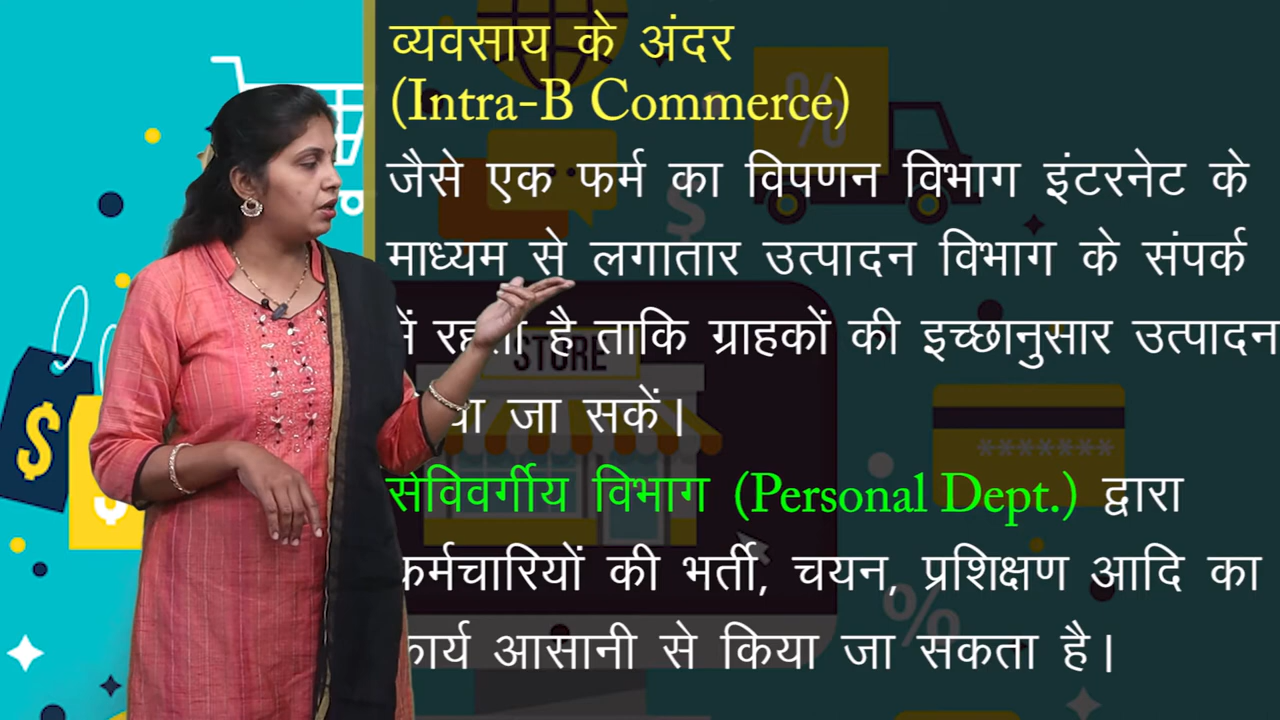 व्यवसाय के अंदर
(Intra-B Commerce)
जैसे एक फर्म का विपणन विभाग इंटरनेट के
माध्यम से लगातार उत्पादन विभाग के संपर्क
में है ताकि ग्राहकों की इच्छानुसार उत्पादन
STORE
जा सकें।
सेविवर्गीय विभाग (Personal Dept.) द्वारा
कर्मचारियों की भर्ती, चयन, प्रशिक्षण आदि का
कार्य आसानी से किया जा सकता है।